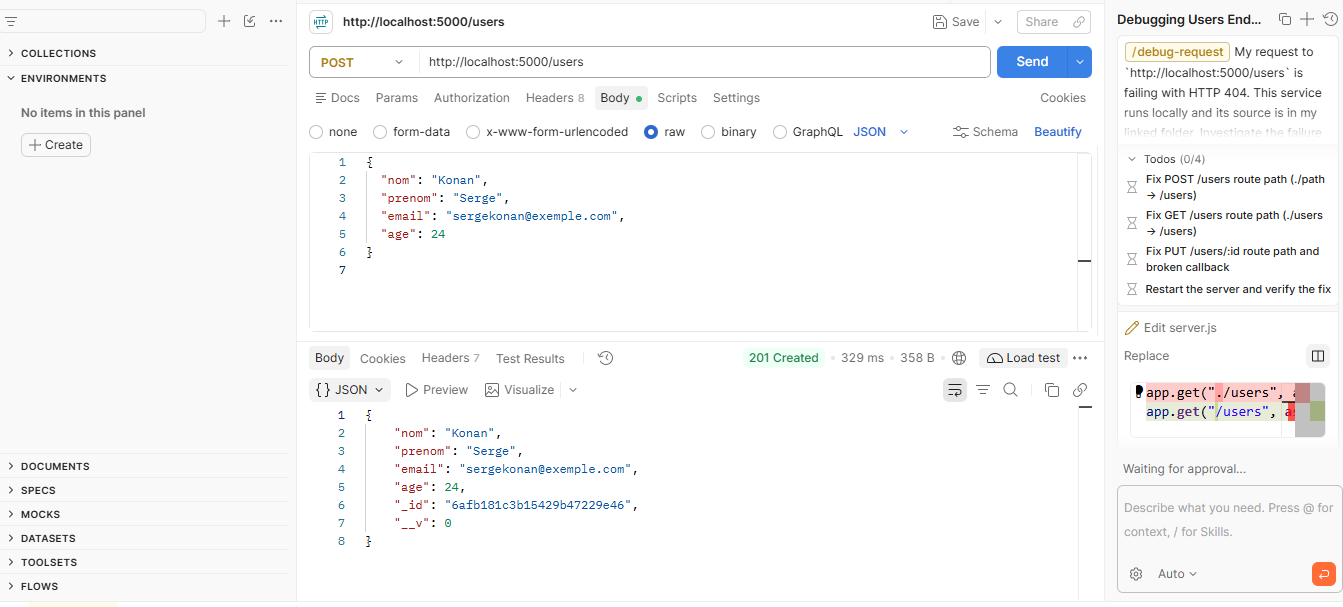 COLLECTIONS
ENVIRONMENTS
No items in this panel
Create
DOCUMENTS
SPECS
MOCKS
DATASETS
TOOLSETS
FLOWS
HTTP http://localhost:5000/users Save Share
POST http://localhost:5000/users Send
Docs Params Authorization Headers 8 Body Scripts Settings Cookies
none form-data x-www-form-urlencoded raw binary GraphQL JSON Schema Beautify
1 {
2 "nom": "Konan",
3 "prenom": "Serge",
4 "email": "sergekonan@exemple.com",
5 "age": 24
6 }
7
Body Cookies Headers 7 Test Results 201 Created 329 ms 358 B Load test
{} JSON Preview Visualize
1 {
2 "nom": "Konan",
3 "prenom": "Serge",
4 "email": "sergekonan@exemple.com",
5 "age": 24,
6 "_id": "6afb181c3b15429b47229e46",
7 "__v": 0
8 }
Debugging Users End...
/debug-request My request to
`http://localhost:5000/users` is
failing with HTTP 404. This service
runs locally and its source is in my
linked folder. Investigate the failure
Todos (0/4)
Fix POST /users route path (./path
→ /users)
Fix GET /users route path (./users
→ /users)
Fix PUT /users/:id route path and
broken callback
Restart the server and verify the fix
Edit server.js
Replace
app.get("./users", a
app.get("/users", as
Waiting for approval...
Describe what you need. Press @ for
context, / for Skills.
Auto